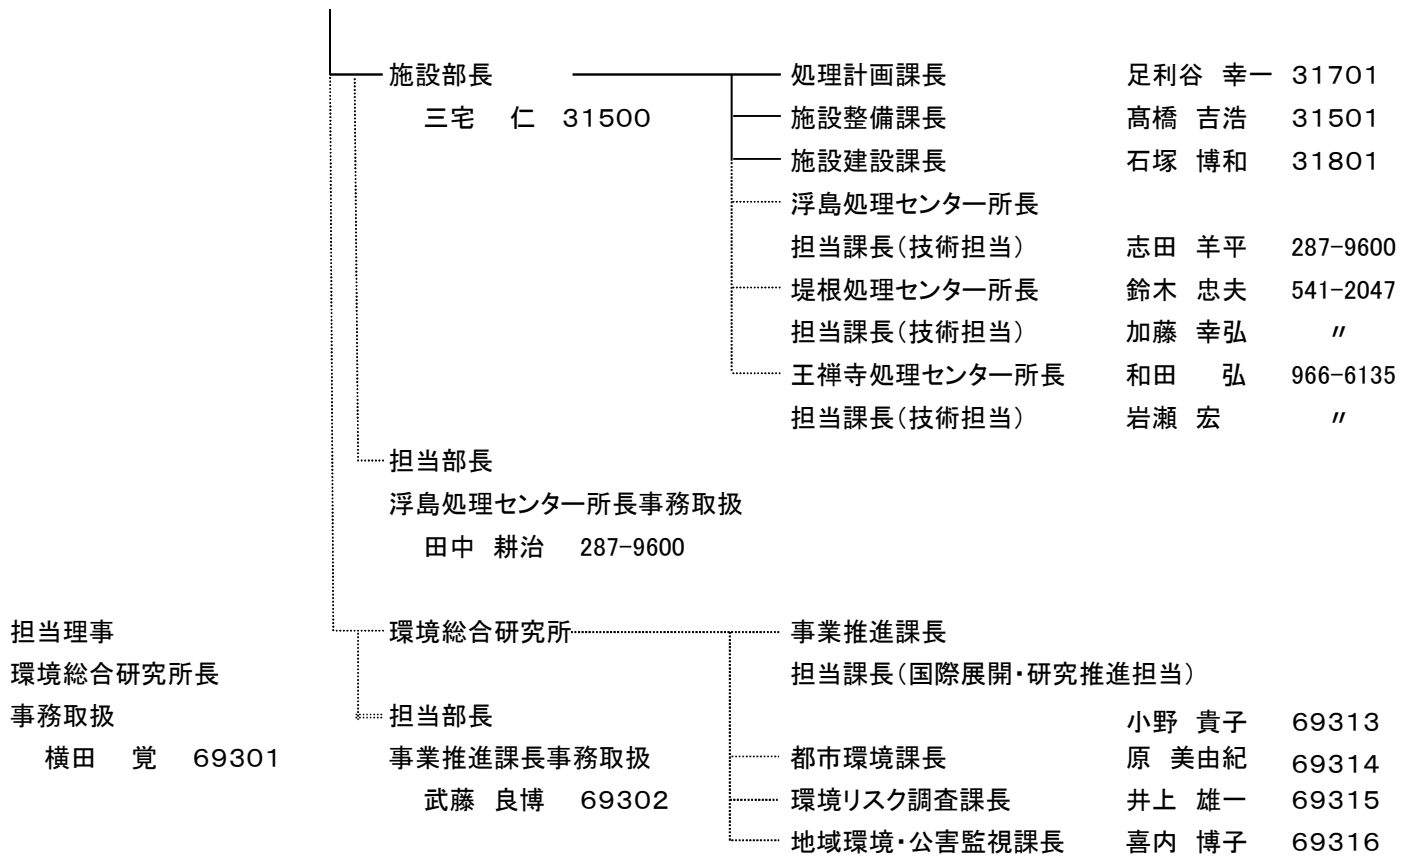 施設部長 処理計画課長 足利谷 幸一 31701
三宅 仁 31500 施設整備課長 髙橋 吉浩 31501
施設建設課長 石塚 博和 31801
浮島処理センター所長
担当課長(技術担当) 志田 羊平 287-9600
堤根処理センター所長 鈴木 忠夫 541-2047
担当課長(技術担当) 加藤 幸弘 〃
王禅寺処理センター所長 和田 弘 966-6135
担当課長(技術担当) 岩瀬 宏 〃
担当部長
浮島処理センター所長事務取扱
田中 耕治 287-9600
担当理事 環境総合研究所 事業推進課長
環境総合研究所長 担当課長(国際展開・研究推進担当)
事務取扱 担当部長 小野 貴子 69313
横田 覚 69301 事業推進課長事務取扱 都市環境課長 原 美由紀 69314
武藤 良博 69302 環境リスク調査課長 井上 雄一 69315
地域環境・公害監視課長 喜内 博子 69316